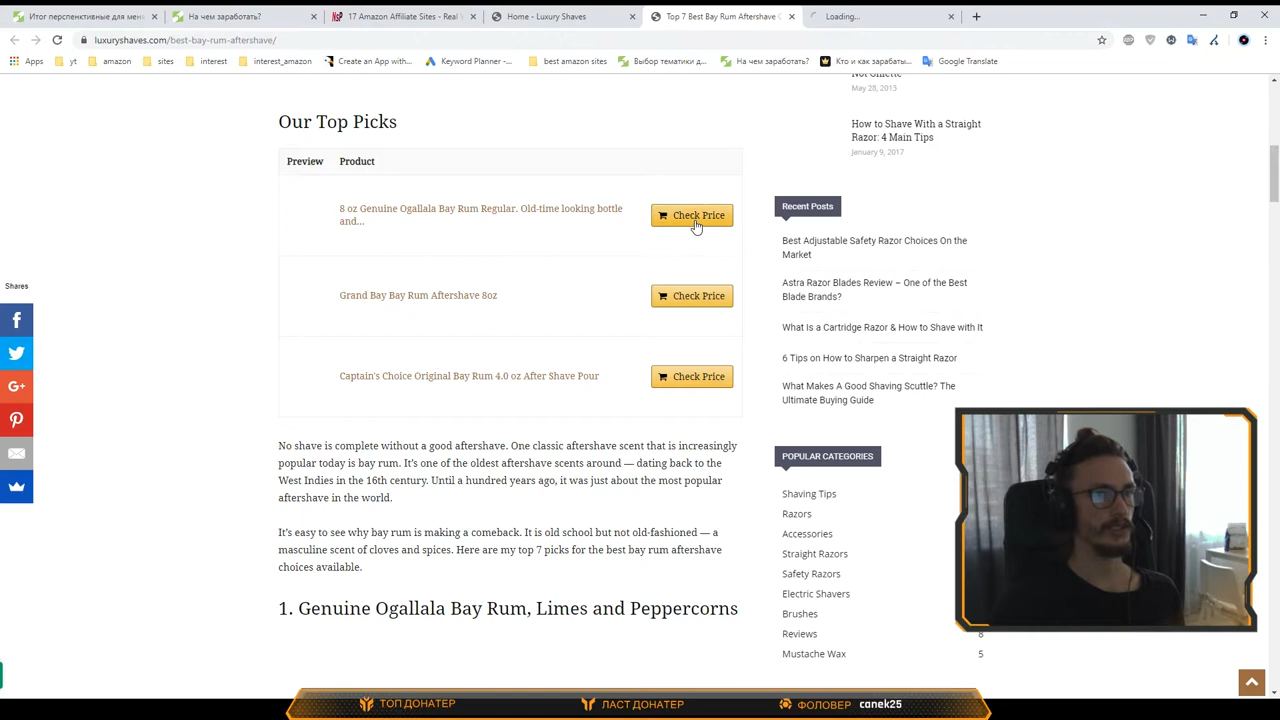 Итог перспективные для мен
На чем заработать?
17 Amazon Affiliate Sites - Real
Home - Luxury Shaves
Top 7 Best Bay Rum Aftershave C
Loading...
luxuryshaves.com/best-bay-rum-aftershave/
Apps
yt
amazon
sites
interest
interest_amazon
Create an App with...
Keyword Planner -...
best amazon sites
Выбор тематики д...
На чем заработать?
Кто и как зарабаты...
Google Translate
Not Gillette
May 28, 2013
How to Shave With a Straight
Razor: 4 Main Tips
January 9, 2017
Our Top Picks
Preview
Product
8 oz Genuine Ogallala Bay Rum Regular. Old-time looking bottle
and...
Check Price
Grand Bay Bay Rum Aftershave 8oz
Check Price
Captain's Choice Original Bay Rum 4.0 oz After Shave Pour
Check Price
Shares
No shave is complete without a good aftershave. One classic aftershave scent that is increasingly
popular today is bay rum. It's one of the oldest aftershave scents around — dating back to the
West Indies in the 16th century. Until a hundred years ago, it was just about the most popular
aftershave in the world.
It's easy to see why bay rum is making a comeback. It is old school but not old-fashioned — a
masculine scent of cloves and spices. Here are my top 7 picks for the best bay rum aftershave
choices available.
1. Genuine Ogallala Bay Rum, Limes and Peppercorns
Recent Posts
Best Adjustable Safety Razor Choices On the
Market
Astra Razor Blades Review – One of the Best
Blade Brands?
What is a Cartridge Razor & How to Shave with It
6 Tips on How to Sharpen a Straight Razor
What Makes A Good Shaving Scuttle? The
Ultimate Buying Guide
POPULAR CATEGORIES
Shaving Tips
Razors
Accessories
Straight Razors
Safety Razors
Electric Shavers
Brushes
Reviews 8
Mustache Wax 5
ТОП ДОНАТЕР
ЛАСТ ДОНАТЕР
ФОЛОВЕР canek25